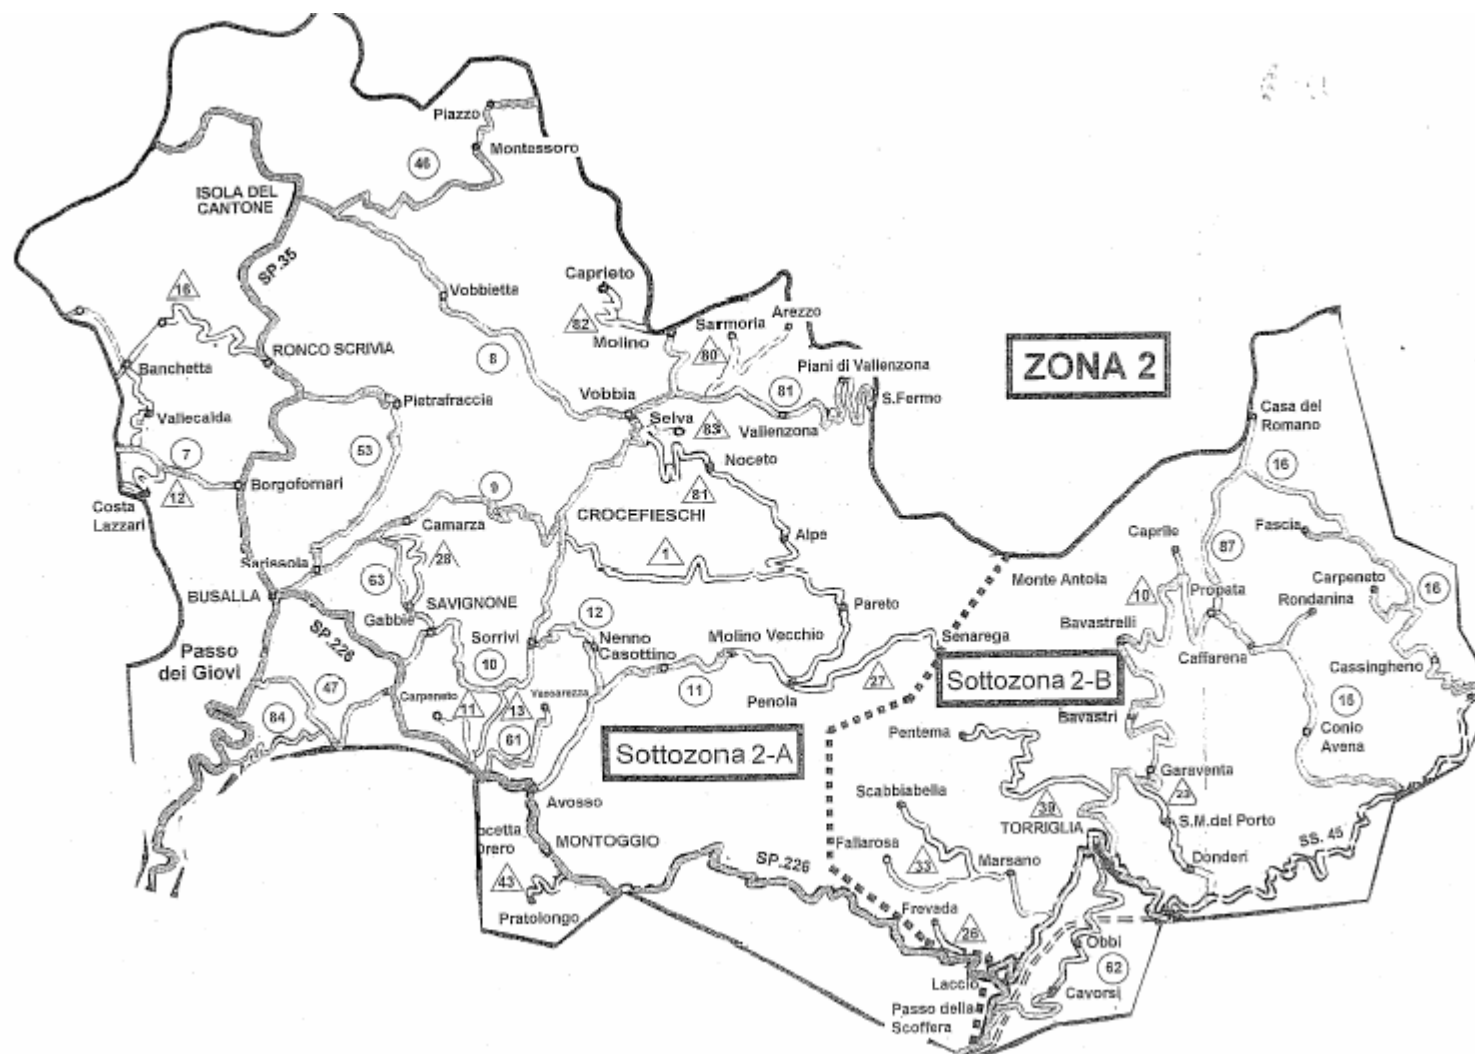 Piazzo
Montessoro
46
ISOLA DEL
CANTONE
SP.35
Caprieto
16
Vobbietta
82
Molino
Sarmoria
Arezzo
80
ZONA 2
RONCO SCRIVIA
Banchetta
8
Piani di Vallenzona
S.Fermo
Vobbia
81
Pietrafraccia
Vallecalda
Selva
83
Vallenzona
Casa del
Romano
7
53
Noceto
16
12
Borgofornari
9
81
Costa
Lazzari
Camarza
CROCEFIESCHI
Fascia
Alpe
Caprile
87
28
1
Sarissola
63
Monte Antola
Carpeneto
BUSALLA
SAVIGNONE
10
Propata
Rondanina
16
Gabbie
12
Pareto
Bavastrelli
SP.226
Sorrivi
Nenno
Casottino
Molino Vecchio
Senarega
Caffarena
Passo
dei Giovi
10
Cassingheno
47
Carpeneto
11
13
Vassarezza
11
Penola
27
Sottozona 2-B
84
61
Bavastri
15
Pentema
Conio
Avena
Sottozona 2-A
Garaventa
Avosso
Scabbiabella
39
23
MONTOGGIO
TORRIGLIA
S.M.del Porto
Fallarosa
SP.226
33
Marsano
Donderi
SS. 45
43
Pratolongo
Frevada
26
Obbi
62
Laccio
Cavorsi
Passo della
Scoffera